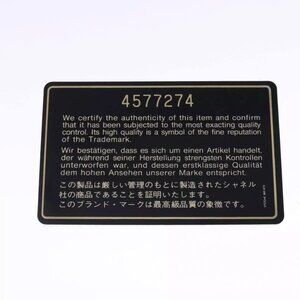 4577274
We certify the authenticity of this item and confirm
that it has been subjected to the most exacting quality
control. Its high quality is a symbol of the fine reputation
of the Trademark.
Wir bestätigen, dass es sich um einen Artikel handelt,
der während seiner Herstellung strengsten Kontrollen
unterworfen war, und dessen erstklassige Qualität
dem hohen Ansehen unserer Marke entspricht.
この製品は厳しい管理のもとに製造されたシャネル
社の商品であることを証明いたします。
このブランド・マークは最高級品質の象徴です。